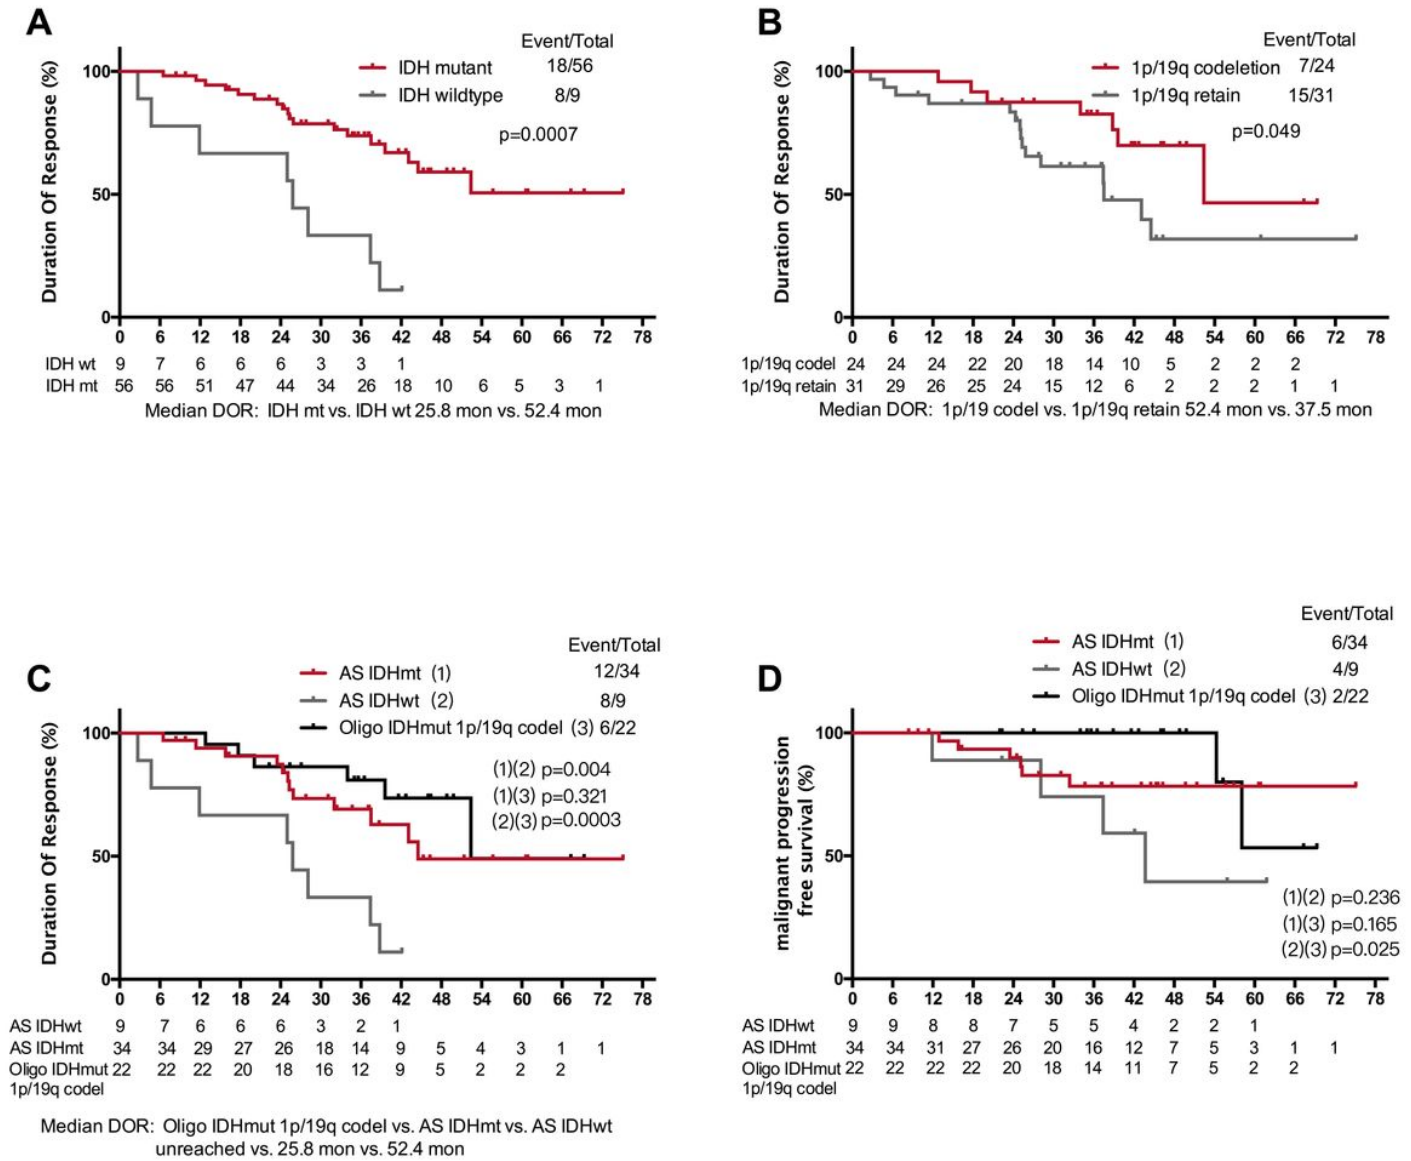 A
Event/Total
IDH mutant 18/56
IDH wildtype 8/9
p=0.0007
Duration Of Response (%)
100
50
0
0 6 12 18 24 30 36 42 48 54 60 66 72 78
IDH wt 9 7 6 6 6 3 3 1
IDH mt 56 56 51 47 44 34 26 18 10 6 5 3 1
Median DOR: IDH mt vs. IDH wt 25.8 mon vs. 52.4 mon
B
Event/Total
1p/19q codeletion 7/24
1p/19q retain 15/31
p=0.049
Duration Of Response (%)
100
50
0
0 6 12 18 24 30 36 42 48 54 60 66 72 78
1p/19q codel 24 24 24 22 20 18 14 10 5 2 2 2
1p/19q retain 31 29 26 25 24 15 12 6 2 2 2 1 1
Median DOR: 1p/19 codel vs. 1p/19q retain 52.4 mon vs. 37.5 mon
C
Event/Total
AS IDHmt (1) 12/34
AS IDHwt (2) 8/9
Oligo IDHmut 1p/19q codel (3) 6/22
(1)(2) p=0.004
(1)(3) p=0.321
(2)(3) p=0.0003
Duration Of Response (%)
100
50
0
0 6 12 18 24 30 36 42 48 54 60 66 72 78
AS IDHwt 9 7 6 6 6 3 2 1
AS IDHmt 34 34 29 27 26 18 14 9 5 4 3 1 1
Oligo IDHmut 22 22 22 20 18 16 12 9 5 2 2 2
1p/19q codel
Median DOR: Oligo IDHmut 1p/19q codel vs. AS IDHmt vs. AS IDHwt
unreached vs. 25.8 mon vs. 52.4 mon
D
Event/Total
AS IDHmt (1) 6/34
AS IDHwt (2) 4/9
Oligo IDHmut 1p/19q codel (3) 2/22
malignant progression
free survival (%)
100
50
0
(1)(2) p=0.236
(1)(3) p=0.165
(2)(3) p=0.025
0 6 12 18 24 30 36 42 48 54 60 66 72 78
AS IDHwt 9 9 8 8 7 5 5 4 2 2 1
AS IDHmt 34 34 31 27 26 20 16 12 7 5 3 1 1
Oligo IDHmut 22 22 22 22 20 18 14 11 7 5 2 2
1p/19q codel